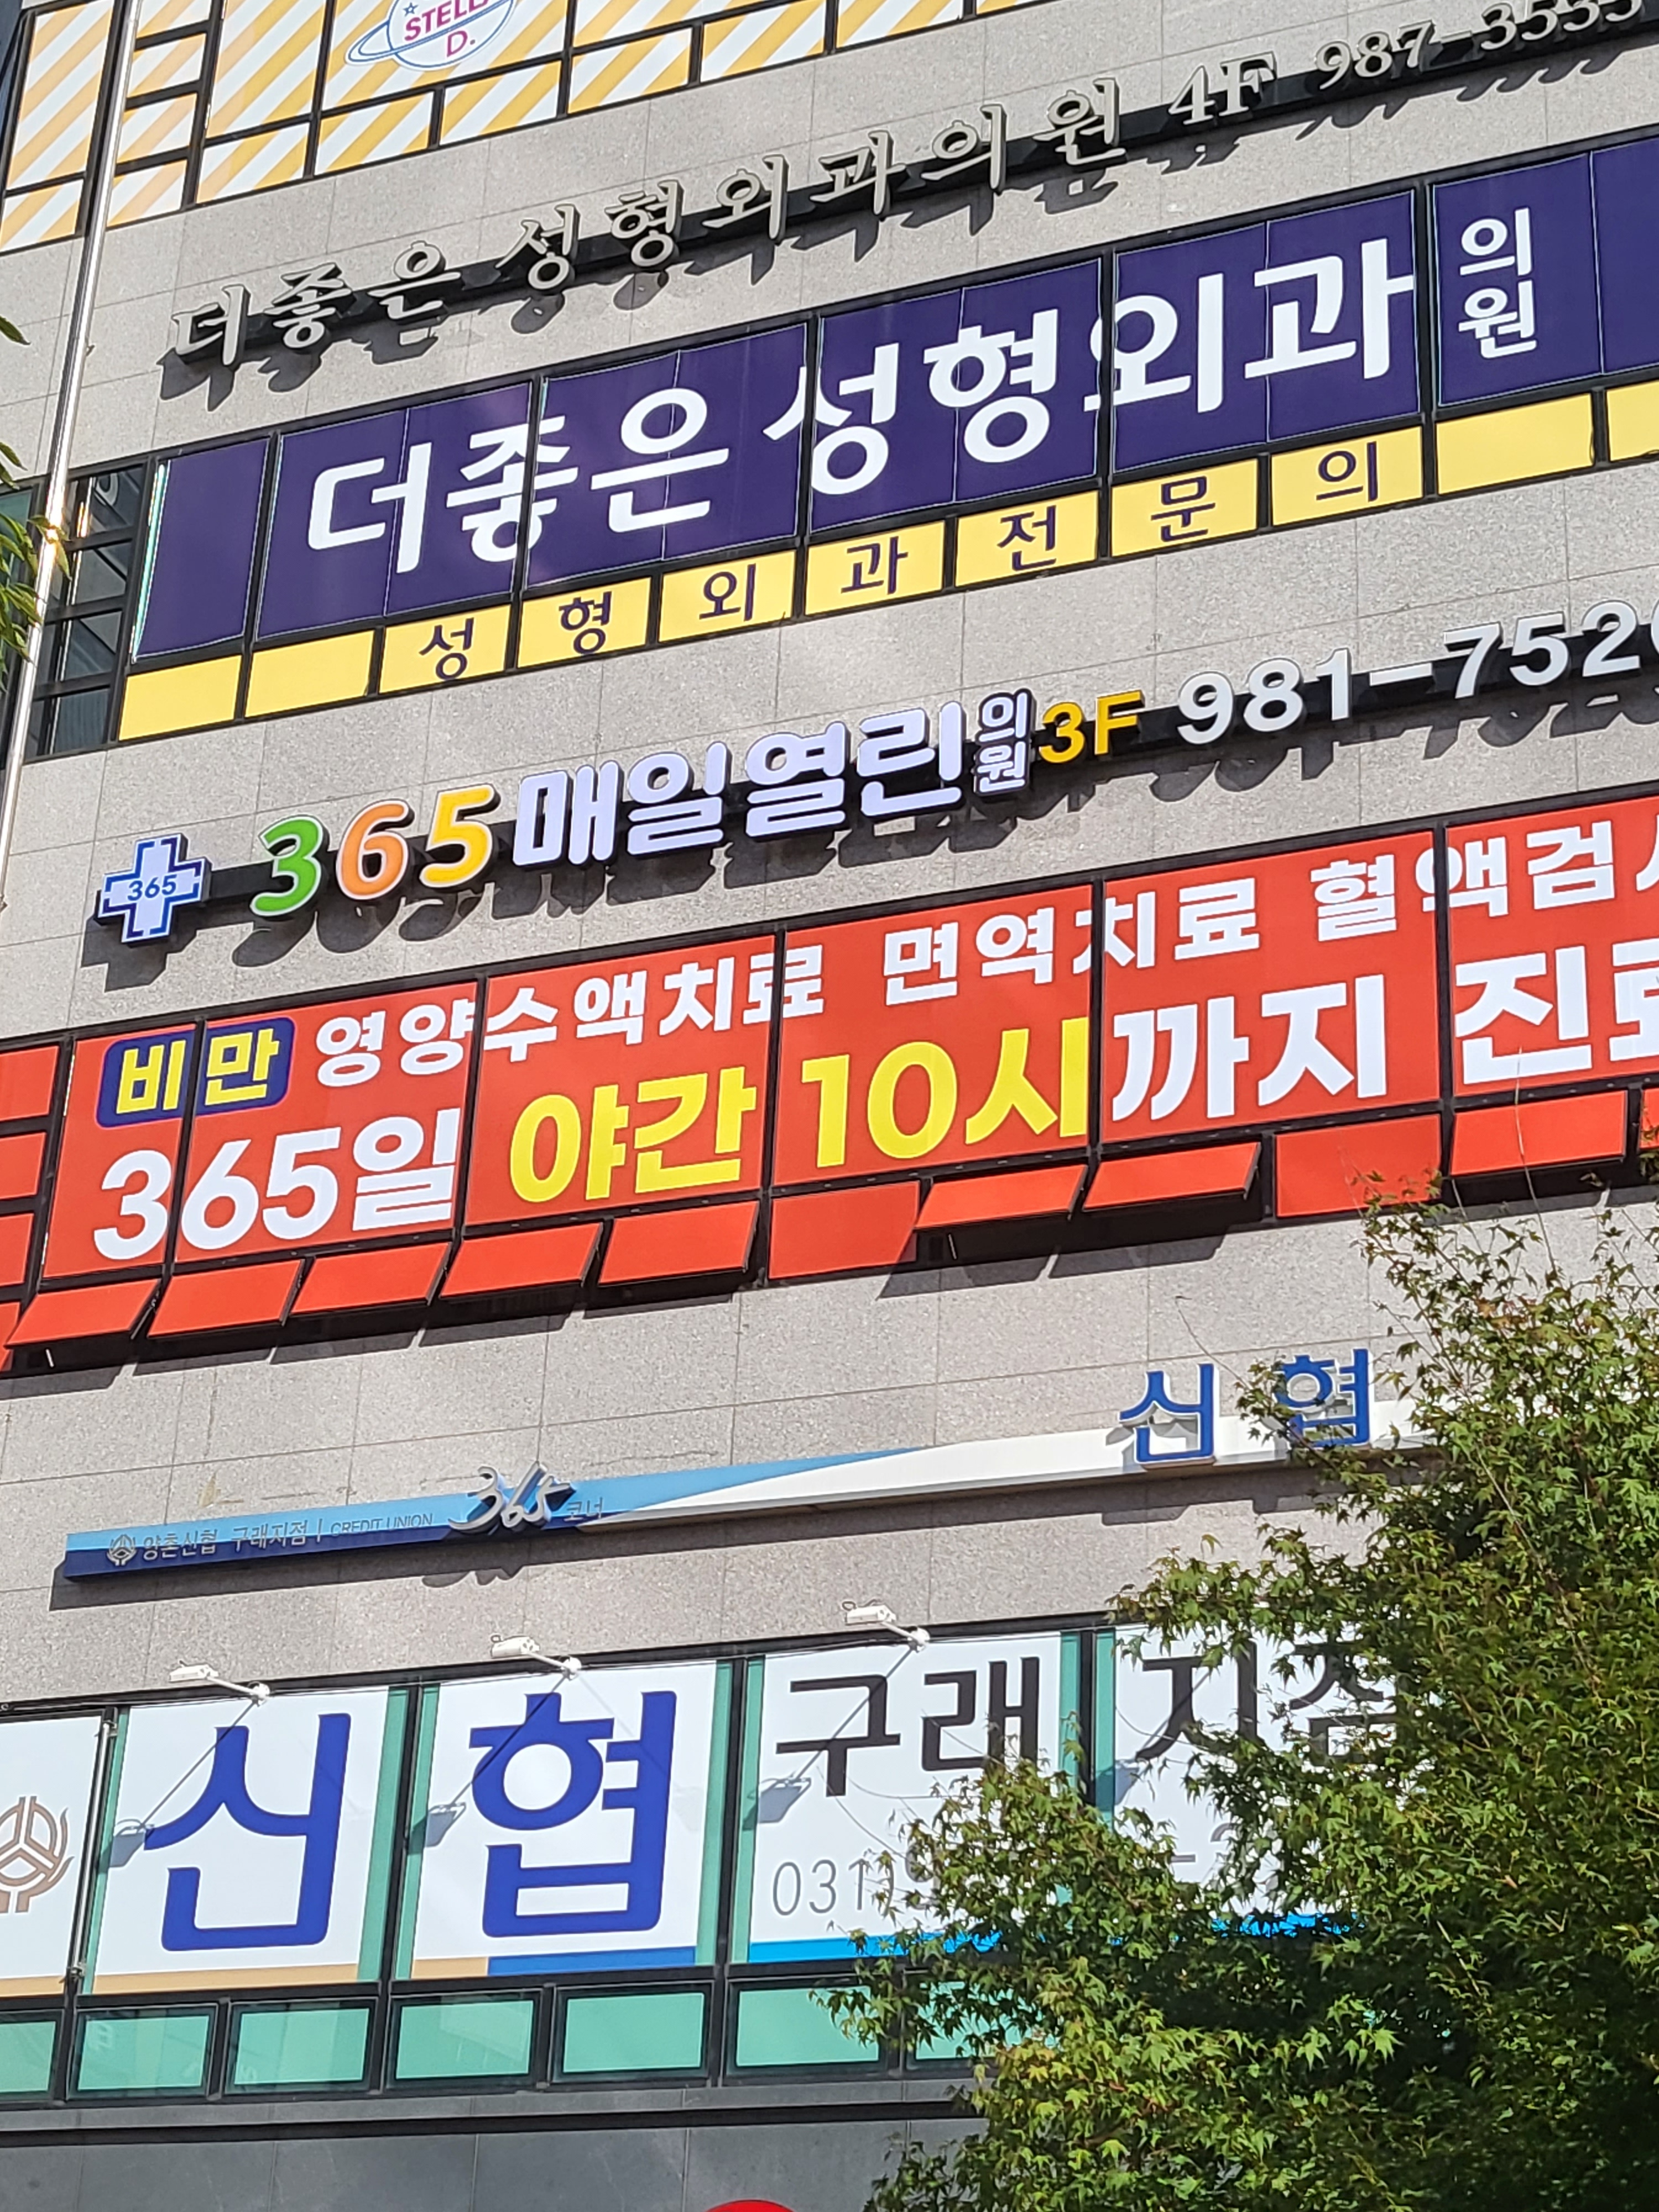 STELL
D.
더좋은성형외과의원 4F 987-3535
더좋은성형외과 의원
성형외과전문의
365 365매일열린의원 3F 981-752
비만 영양수액치료 면역치료 혈액검
365일 야간 10시까지 진료
신협
양촌신협 구래지점 | CREDIT UNION 365 코너
신협 구래지점
031